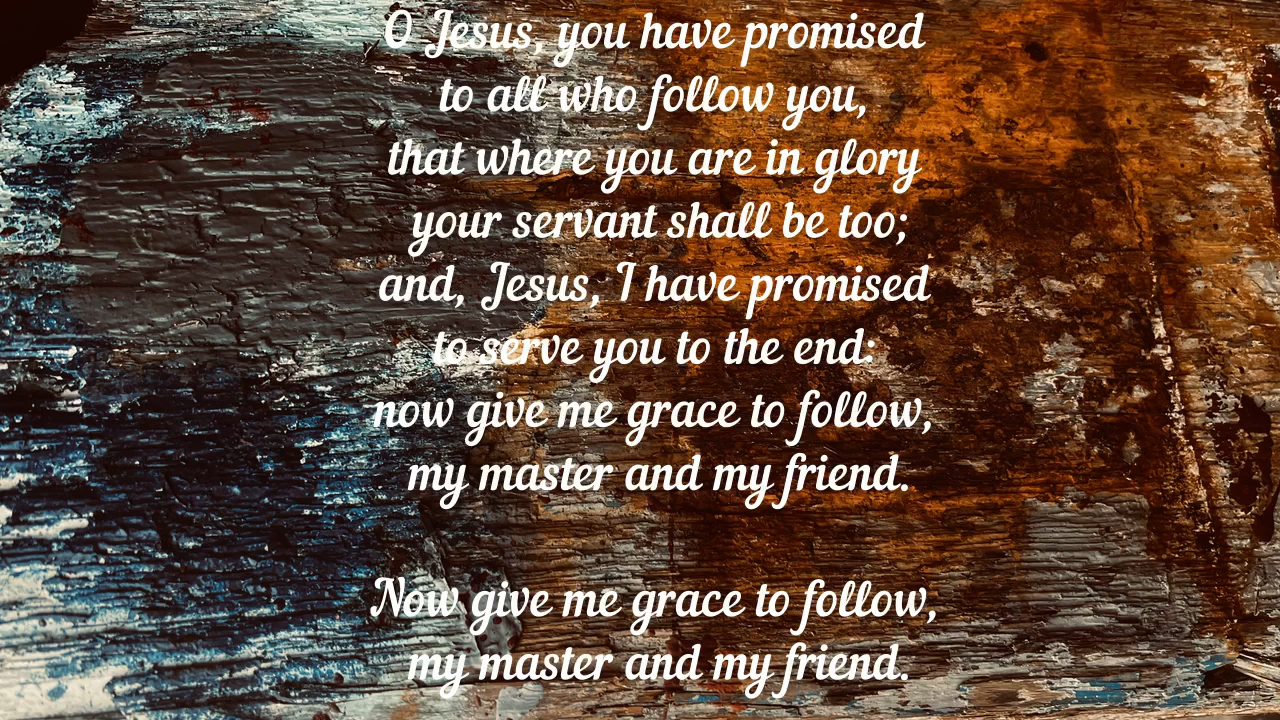 O Jesus, you have promised
to all who follow you,
that where you are in glory
your servant shall be too;
and, Jesus, I have promised
to serve you to the end:
now give me grace to follow,
my master and my friend.
Now give me grace to follow,
my master and my friend.